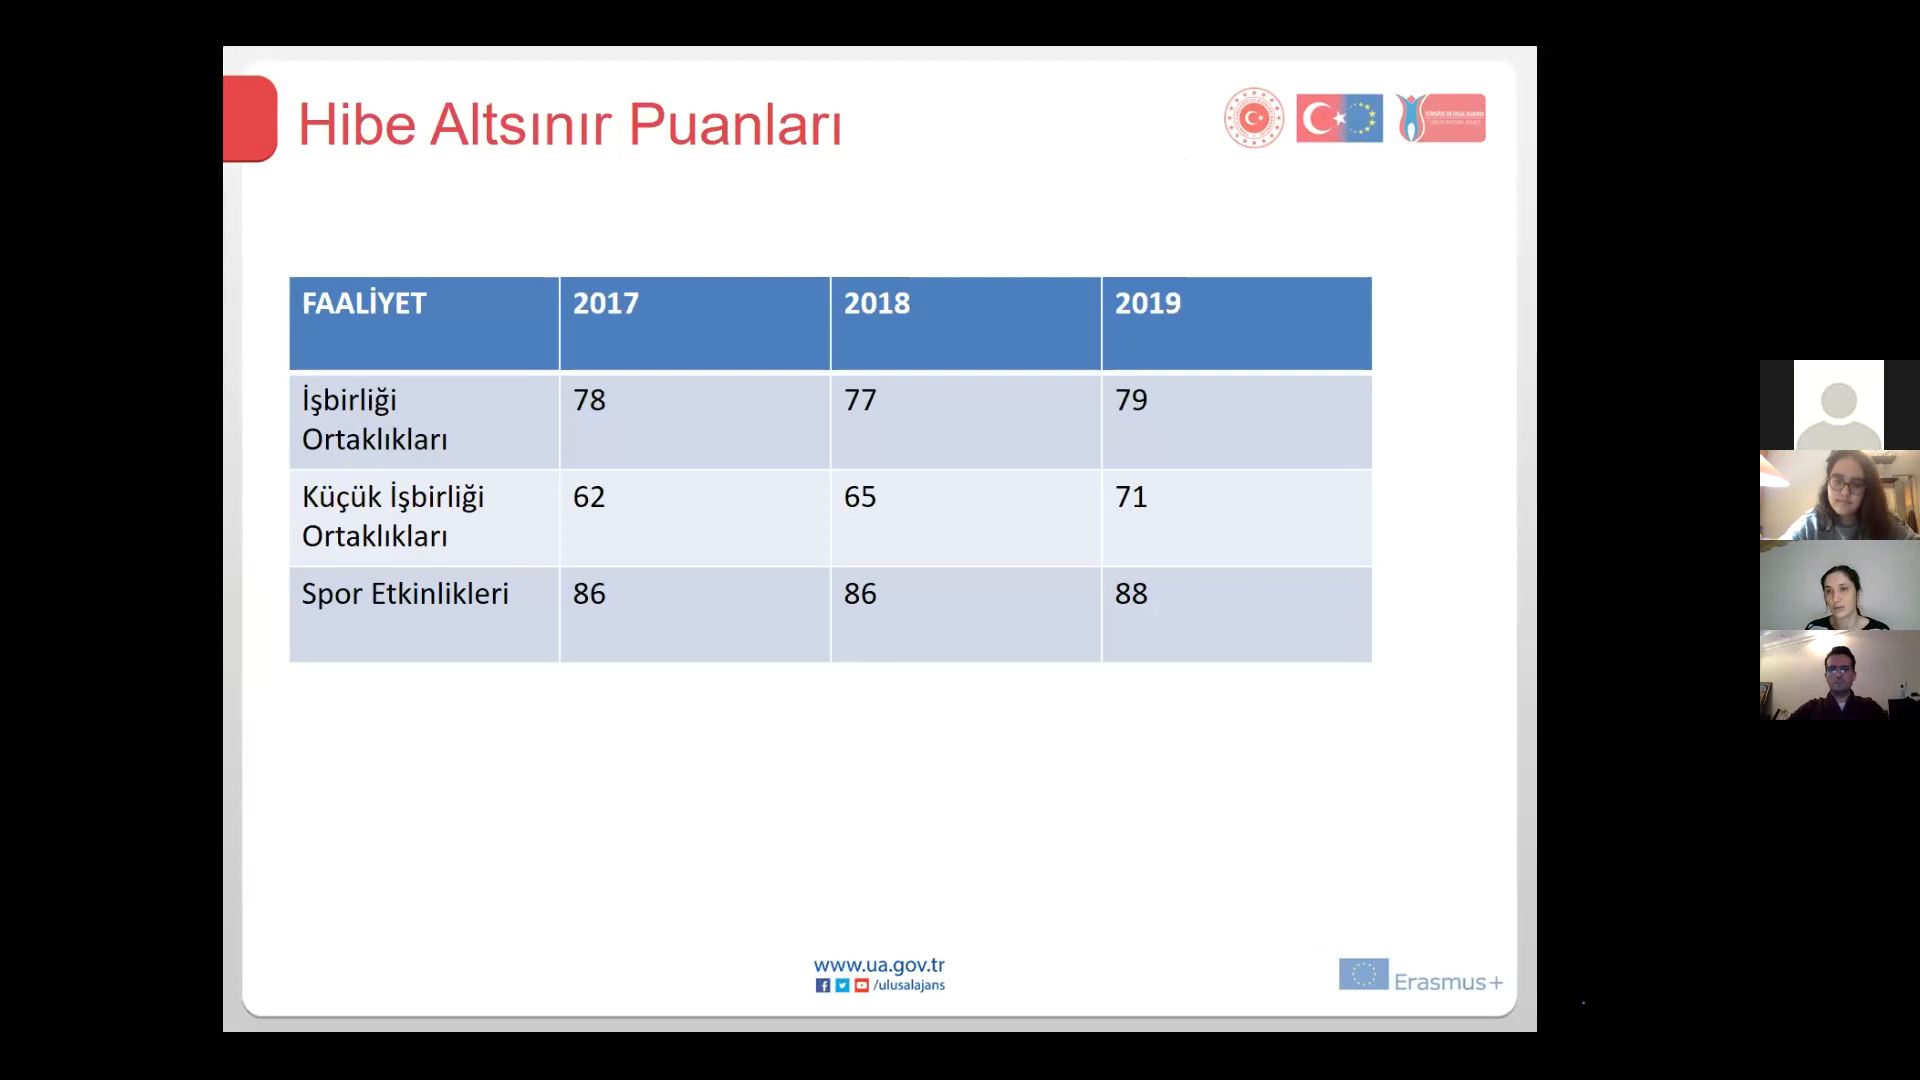 Hibe Altsınır Puanları
FAALİYET 2017 2018 2019
İşbirliği
Ortaklıkları 78 77 79
Küçük İşbirliği
Ortaklıkları 62 65 71
Spor Etkinlikleri 86 86 88
www.ua.gov.tr
/ulusalajans
Erasmus+